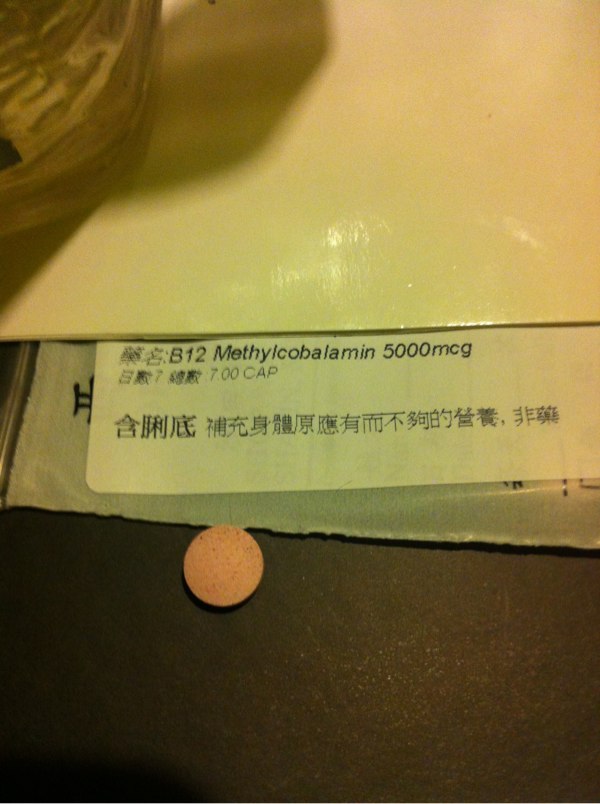 藥名:B12 Methylcobalamin 5000mcg
日數7 總數 7.00 CAP
含脷底 補充身體原應有而不夠的營養, 非藥